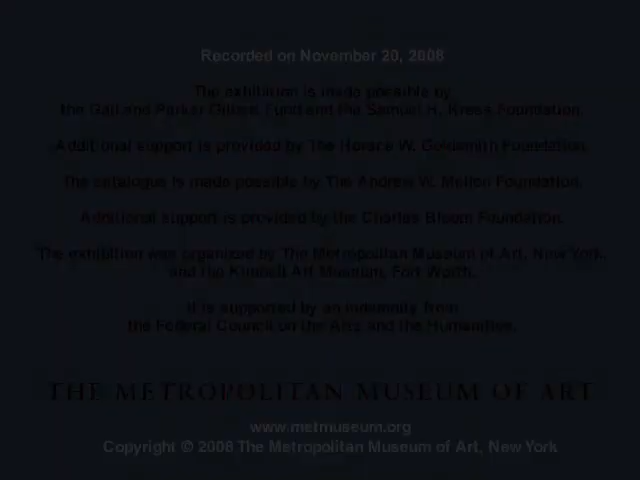 Recorded on November 20, 2008
The exhibition is made possible by
the Gail and Parker Gilbert Fund and the Samuel H. Kress Foundation.
Additional support is provided by The Horace W. Goldsmith Foundation.
The catalogue is made possible by The Andrew W. Mellon Foundation.
Additional support is provided by the Charles Bloom Foundation.
The exhibition was organized by The Metropolitan Museum of Art, New York,
and the Kimbell Art Museum, Fort Worth.
It is supported by an indemnity from
the Federal Council on the Arts and the Humanities.
THE METROPOLITAN MUSEUM OF ART
www.metmuseum.org
Copyright © 2008 The Metropolitan Museum of Art, New York